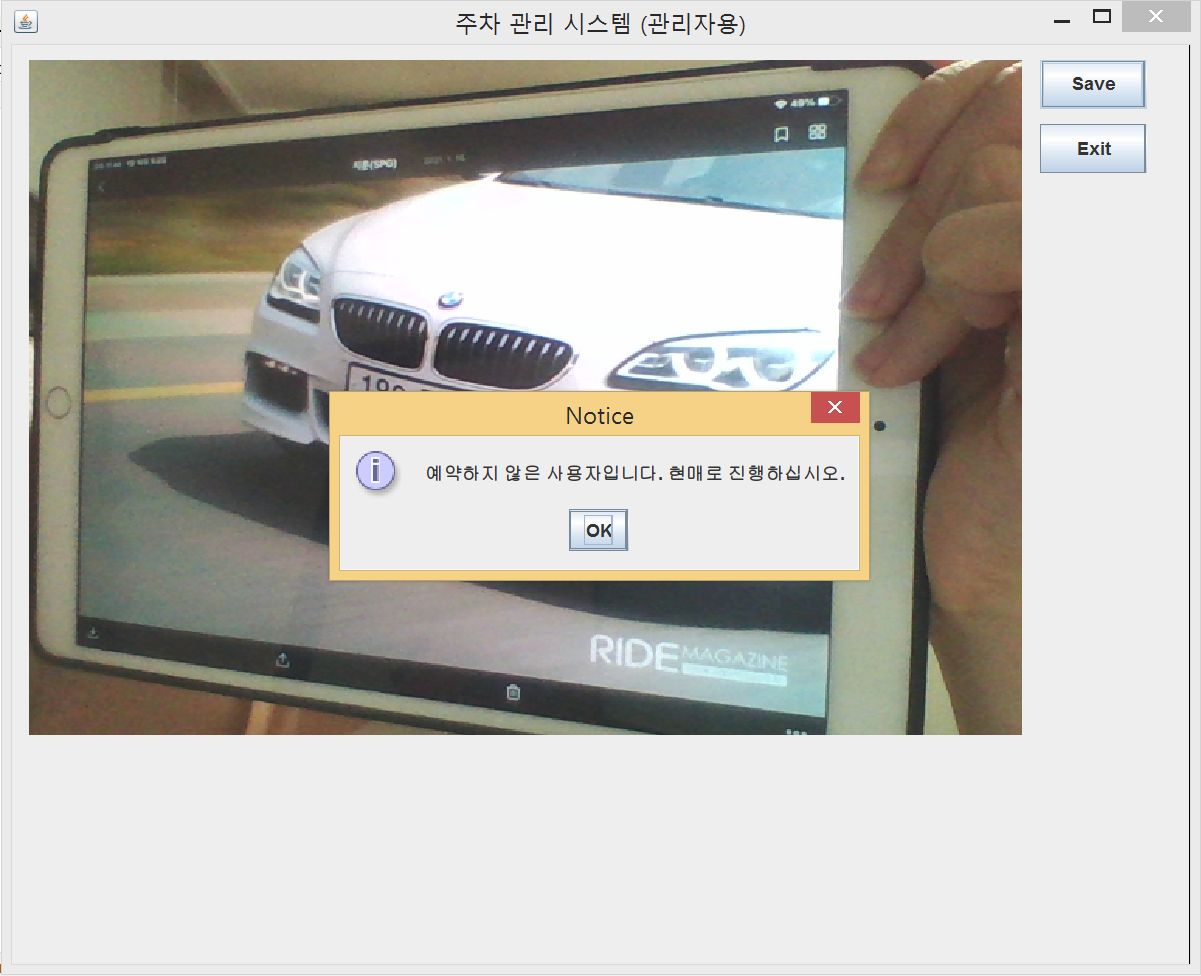 주차 관리 시스템 (관리자용)
Save
Exit
49%
Notice
예약하지 않은 사용자입니다. 현매로 진행하십시오.
OK
RIDE MAGAZINE